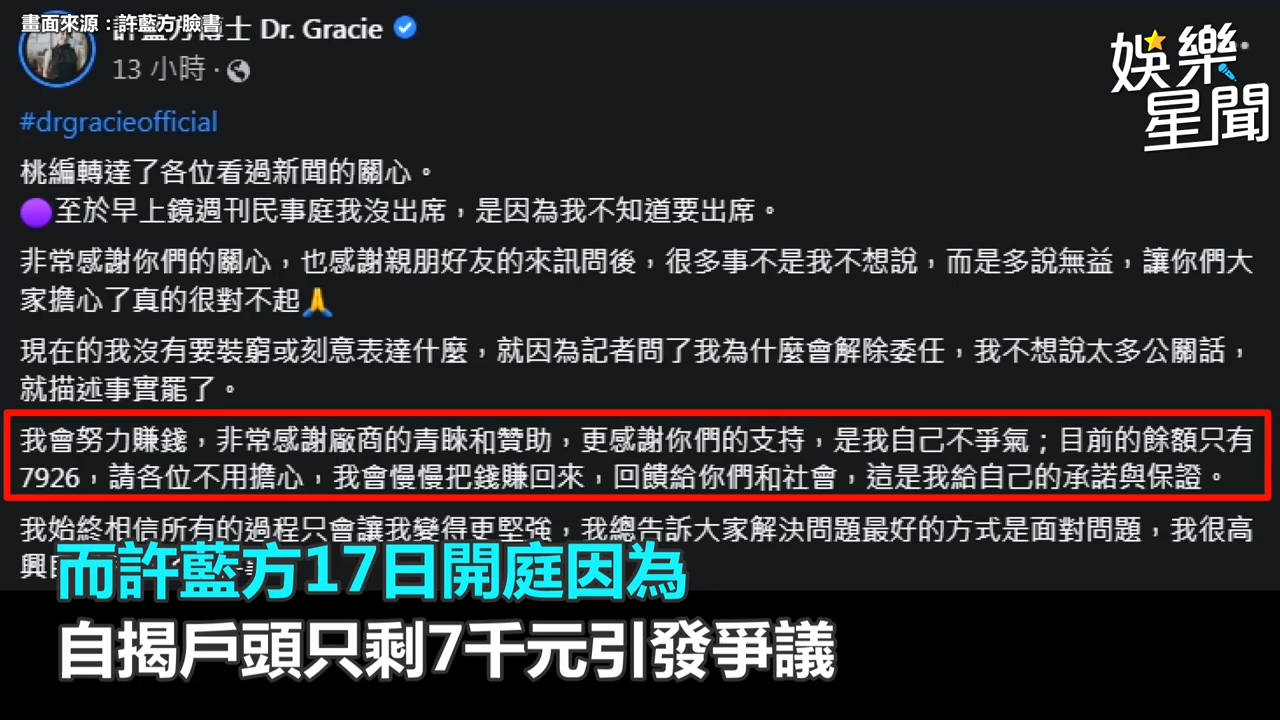 畫面來源：許藍方/臉書
許藍方博士 Dr. Gracie
13 小時
娛樂
星聞
#drgracieofficial
桃編轉達了各位看過新聞的關心。
至於早上鏡週刊民事庭我沒出席，是因為我不知道要出席。
非常感謝你們的關心，也感謝親朋好友的來訊問後，很多事不是我不想說，而是多說無益，讓你們大
家擔心了真的很對不起🙏
現在的我沒有要裝窮或刻意表達什麼，就因為記者問了我為什麼會解除委任，我不想說太多公關話，
就描述事實罷了。
我會努力賺錢，非常感謝廠商的青睞和贊助，更感謝你們的支持，是我自己不爭氣；目前的餘額只有
7926，請各位不用擔心，我會慢慢把錢賺回來，回饋給你們和社會，這是我給自己的承諾與保證。
我始終相信所有的過程只會讓我變得更堅強，我總告訴大家解決問題最好的方式是面對問題，我很高
興
而許藍方17日開庭因為
自揭戶頭只剩7千元引發爭議